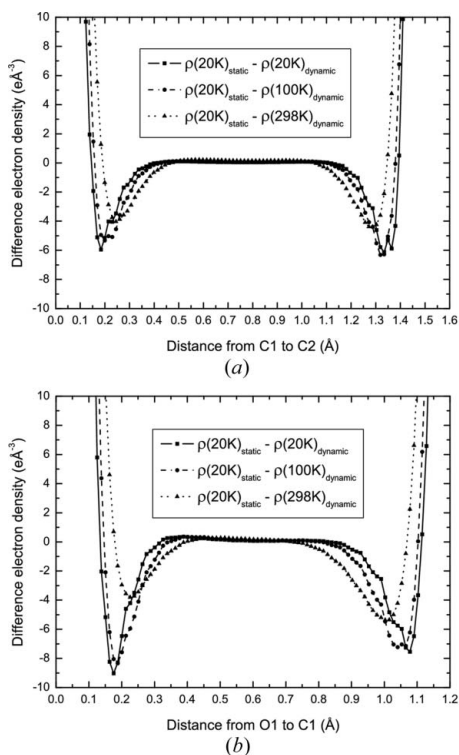 10
8
6
4
2
0
-2
-4
-6
-8
-10
Difference electron density (eÅ⁻³)
ρ(20K)static - ρ(20K)dynamic
ρ(20K)static - ρ(100K)dynamic
ρ(20K)static - ρ(298K)dynamic
0.0 0.1 0.2 0.3 0.4 0.5 0.6 0.7 0.8 0.9 1.0 1.1 1.2 1.3 1.4 1.5 1.6
Distance from C1 to C2 (Å)
(a)
10
8
6
4
2
0
-2
-4
-6
-8
-10
Difference electron density (eÅ⁻³)
ρ(20K)static - ρ(20K)dynamic
ρ(20K)static - ρ(100K)dynamic
ρ(20K)static - ρ(298K)dynamic
0.0 0.1 0.2 0.3 0.4 0.5 0.6 0.7 0.8 0.9 1.0 1.1 1.2
Distance from O1 to C1 (Å)
(b)